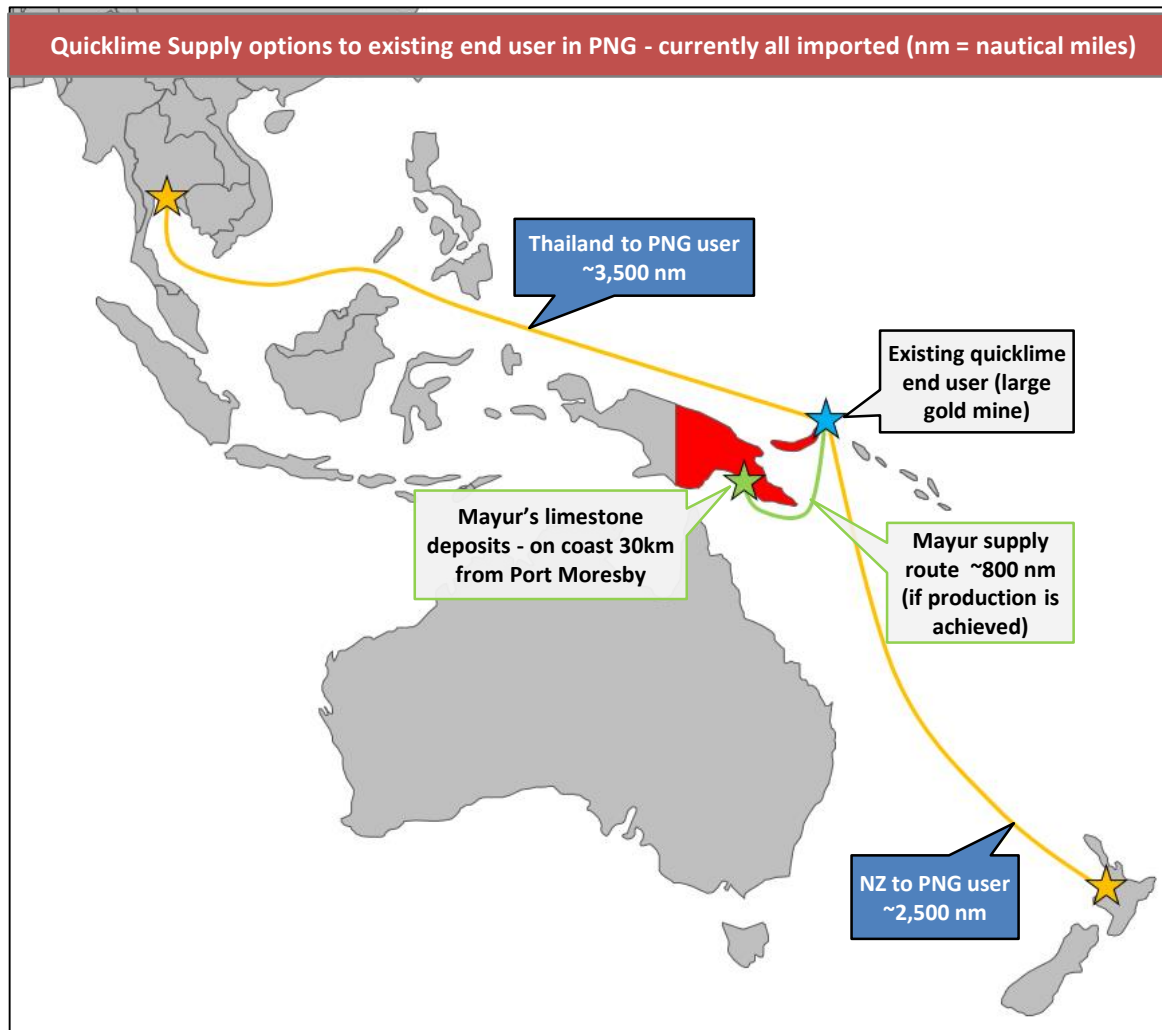 Quicklime Supply options to existing end user in PNG - currently all imported (nm = nautical miles)
Thailand to PNG user
~3,500 nm
Existing quicklime
end user (large
gold mine)
Mayur’s limestone
deposits - on coast 30km
from Port Moresby
Mayur supply
route ~800 nm
(if production is
achieved)
NZ to PNG user
~2,500 nm